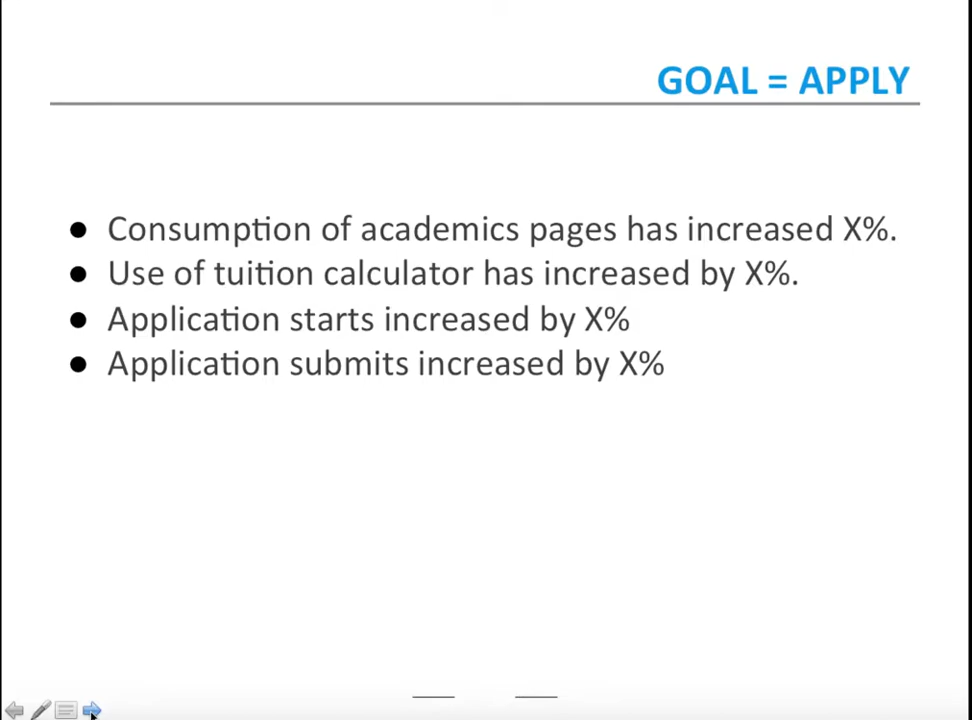 GOAL = APPLY
● Consumption of academics pages has increased X%.
● Use of tuition calculator has increased by X%.
● Application starts increased by X%
● Application submits increased by X%